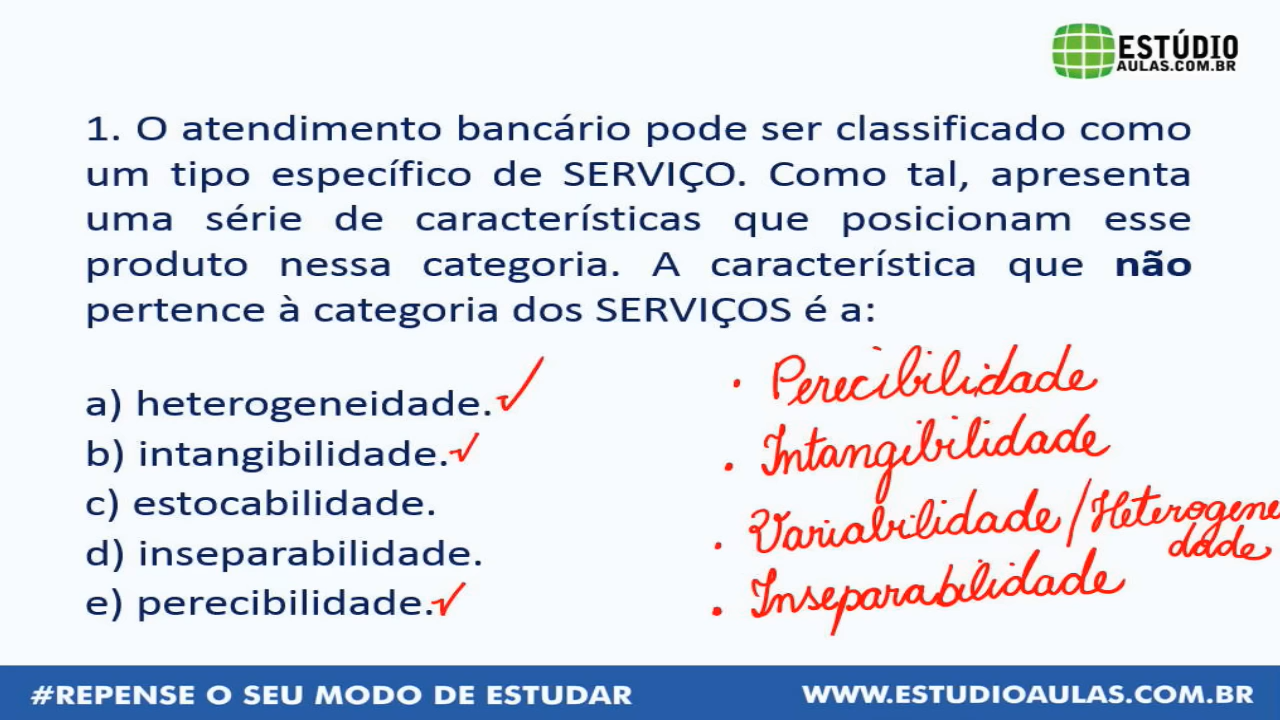 ESTÚDIO
AULAS.COM.BR
1. O atendimento bancário pode ser classificado como
um tipo específico de SERVIÇO. Como tal, apresenta
uma série de características que posicionam esse
produto nessa categoria. A característica que não
pertence à categoria dos SERVIÇOS é a:
a) heterogeneidade.
b) intangibilidade.
c) estocabilidade.
d) inseparabilidade.
e) perecibilidade.
· Perecibilidade
· Intangibilidade
· Variabilidade / Heterogenei
dade
· Inseparabilidade
#REPENSE O SEU MODO DE ESTUDAR
WWW.ESTUDIOAULAS.COM.BR